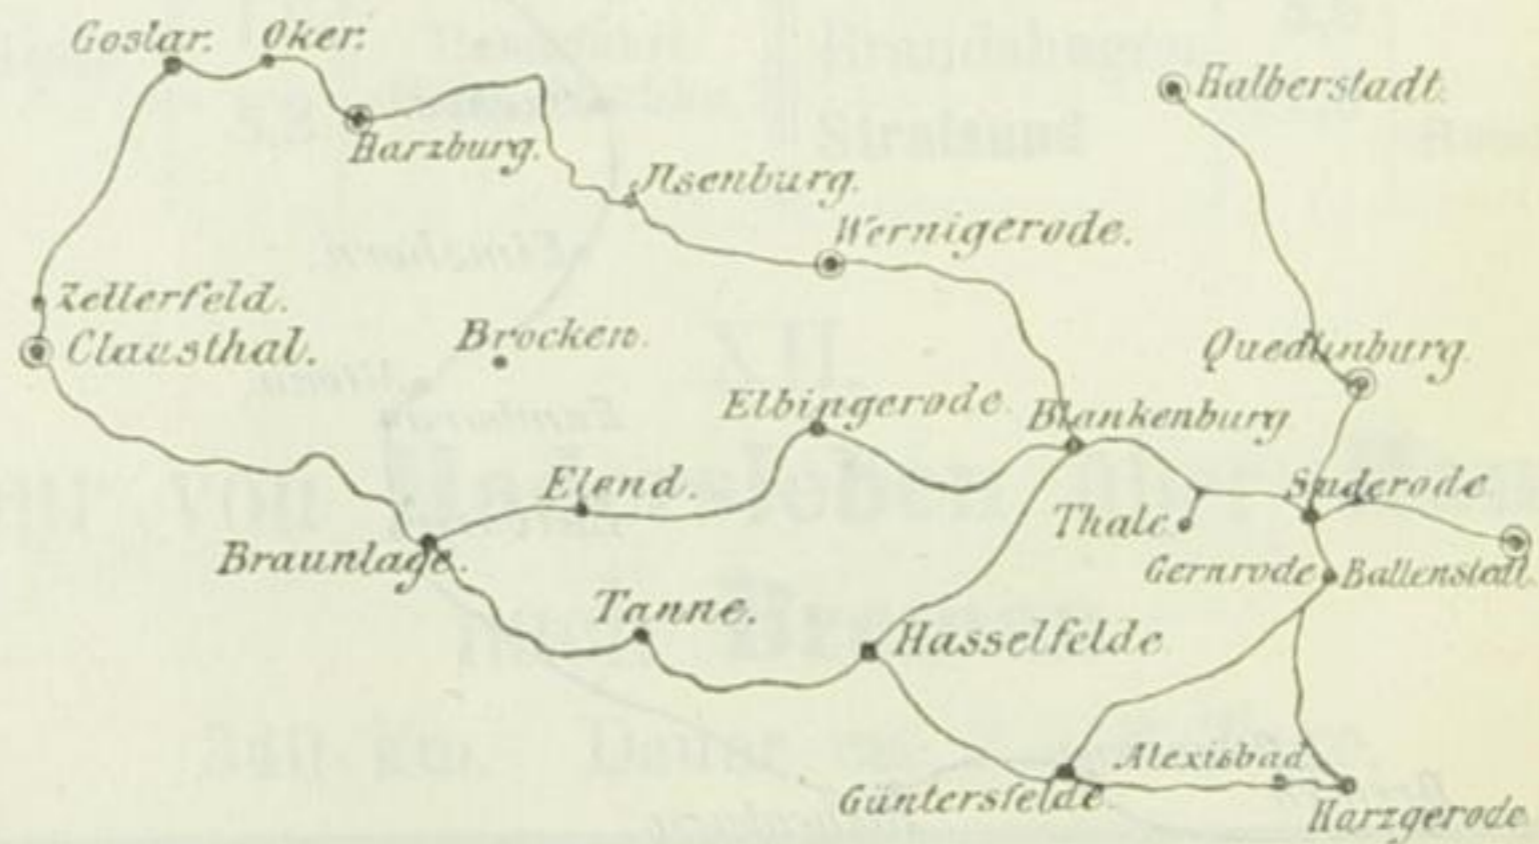 Goslar. Oker.
Halberstadt.
Harzburg.
Ilsenburg.
Wernigerode.
Zellerfeld.
Clausthal.
Brocken.
Quedlinburg.
Elbingerode.
Blankenburg
Elend.
Suderode
Thale.
Braunlage.
Gernrode
Ballenstedt.
Tanne.
Hasselfelde
Alexisbad
Güntersfelde.
Harzgerode